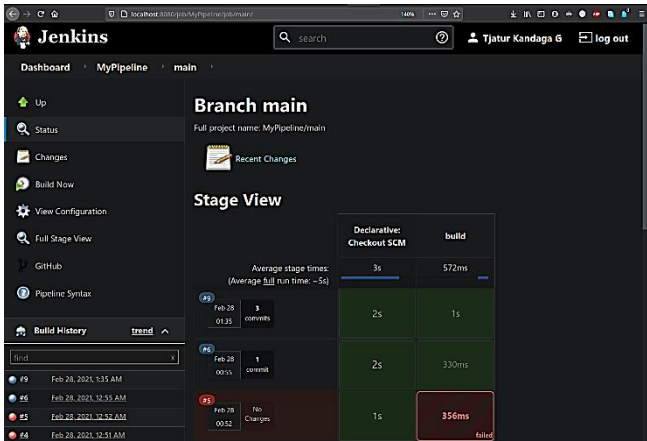 localhost:8080/job/MyPipeline/job/main/
140%
Jenkins
search
Tjatur Kandaga G
log out
Dashboard
MyPipeline
main
Up
Status
Changes
Build Now
View Configuration
Full Stage View
GitHub
Pipeline Syntax
Build History
trend
find
x
#9 Feb 28, 2021, 1:35 AM
#6 Feb 28, 2021, 12:55 AM
#5 Feb 28, 2021, 12:52 AM
#4 Feb 28, 2021, 12:51 AM
Branch main
Full project name: MyPipeline/main
Recent Changes
Stage View
Declarative:
Checkout SCM
build
Average stage times:
(Average full run time: ~5s)
3s
572ms
#9
Feb 28
01:35
3
commits
2s
1s
#6
Feb 28
00:55
1
commit
2s
330ms
#5
Feb 28
00:52
No
Changes
1s
356ms
failed